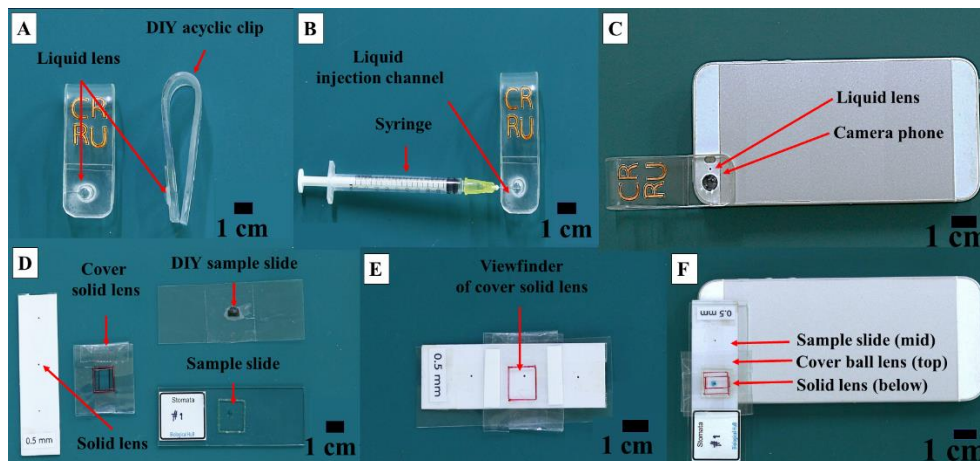 A
DIY acyclic clip
Liquid lens
CR
RU
1 cm
B
Liquid
injection channel
Syringe
CR
RU
1 cm
C
Liquid lens
Camera phone
CR
RU
1 cm
D
Cover
solid lens
DIY sample slide
Sample slide
Stomata
#1
Solid lens
0.5 mm
1 cm
E
Viewfinder
of cover solid lens
0.5 mm
1 cm
F
0.5 mm
Sample slide (mid)
Cover ball lens (top)
Solid lens (below)
Stomata
#1
1 cm